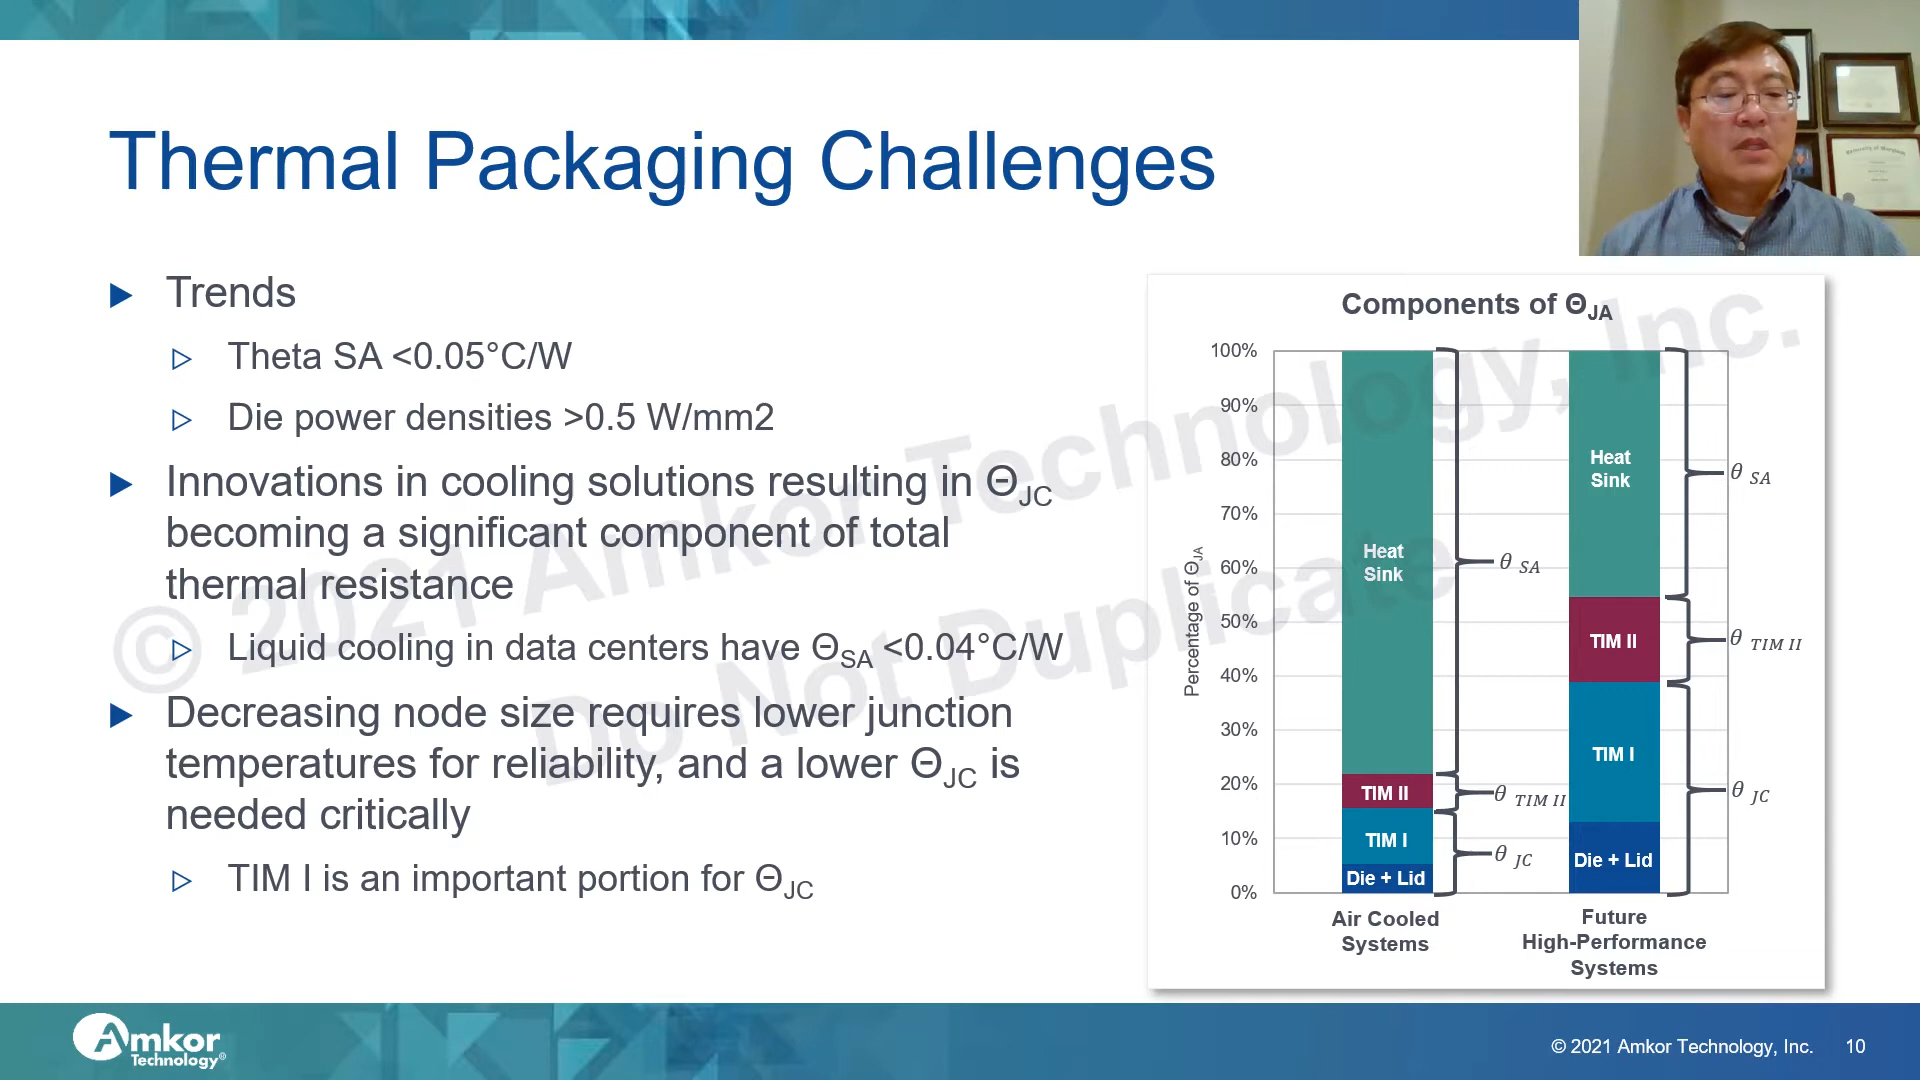 Thermal Packaging Challenges
Trends
Theta SA <0.05°C/W
Die power densities >0.5 W/mm2
Innovations in cooling solutions resulting in ΘJC
becoming a significant component of total
thermal resistance
Liquid cooling in data centers have ΘSA <0.04°C/W
Decreasing node size requires lower junction
temperatures for reliability, and a lower ΘJC is
needed critically
TIM I is an important portion for ΘJC
© 2021 Amkor Technology, Inc.
Do Not Duplicate
Components of ΘJA
Percentage of ΘJA
100%
90%
80%
70%
60%
50%
40%
30%
20%
10%
0%
Heat
Sink
TIM II
TIM I
Die + Lid
θ SA
θ TIM II
θ JC
Air Cooled
Systems
Heat
Sink
TIM II
TIM I
Die + Lid
θ SA
θ TIM II
θ JC
Future
High-Performance
Systems
Amkor
Technology®
© 2021 Amkor Technology, Inc.
10